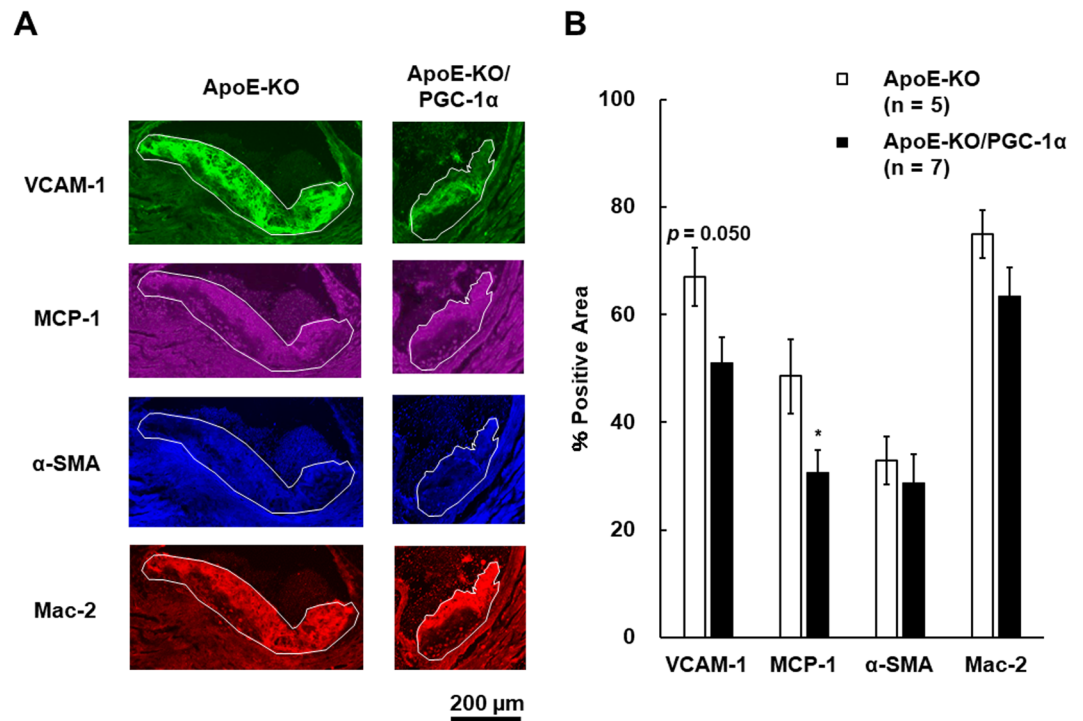 A
ApoE-KO
ApoE-KO/
PGC-1α
VCAM-1
MCP-1
α-SMA
Mac-2
200 µm
B
ApoE-KO
(n = 5)
ApoE-KO/PGC-1α
(n = 7)
% Positive Area
100
80
60
40
20
0
p = 0.050
*
VCAM-1 MCP-1 α-SMA Mac-2